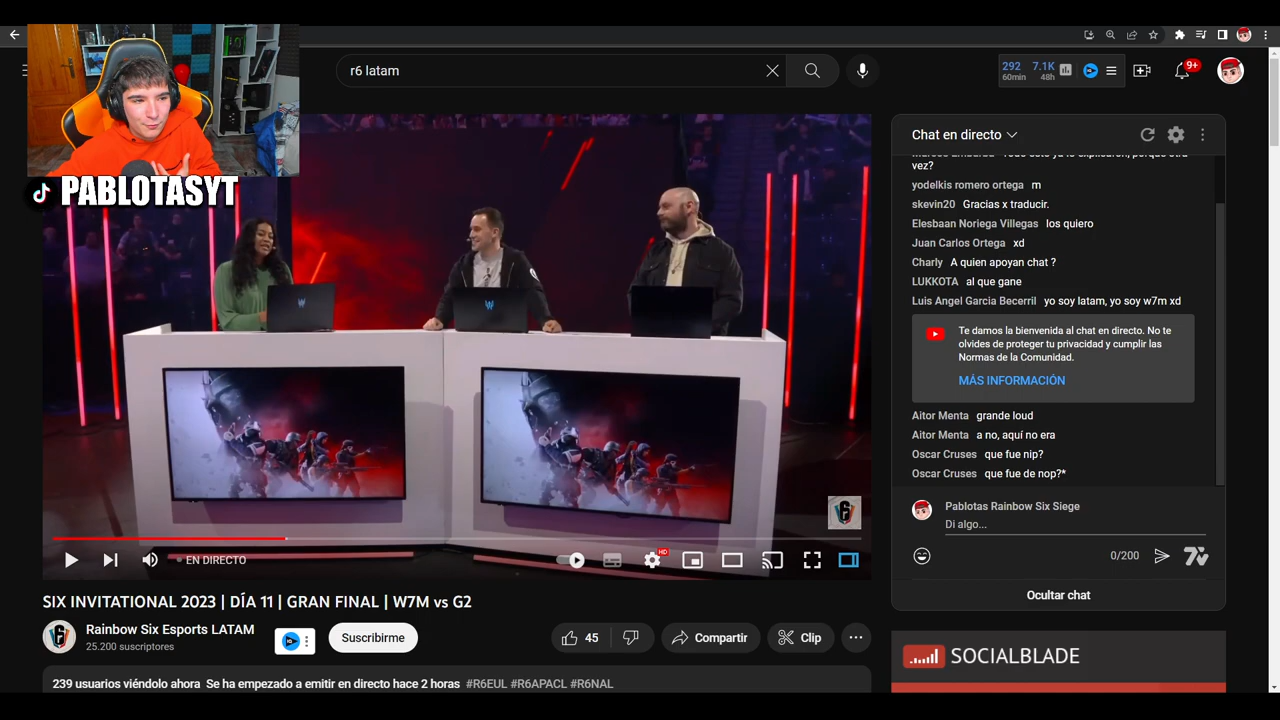 r6 latam
292
60min
7.1K
48h
9+
PABLOTASYT
Chat en directo
vez?
yodelkis romero ortega m
skevin20 Gracias x traducir.
Elesbaan Noriega Villegas los quiero
Juan Carlos Ortega xd
Charly A quien apoyan chat ?
LUKKOTA al que gane
Luis Angel Garcia Becerril yo soy latam, yo soy w7m xd
Te damos la bienvenida al chat en directo. No te
olvides de proteger tu privacidad y cumplir las
Normas de la Comunidad.
MÁS INFORMACIÓN
Aitor Menta grande loud
Aitor Menta a no, aquí no era
Oscar Cruses que fue nip?
Oscar Cruses que fue de nop?*
Pablotas Rainbow Six Siege
Di algo...
0/200
Ocultar chat
EN DIRECTO
HD
SIX INVITATIONAL 2023 | DÍA 11 | GRAN FINAL | W7M vs G2
Rainbow Six Esports LATAM
25.200 suscriptores
Suscribirme
45
Compartir
Clip
239 usuarios viéndolo ahora Se ha empezado a emitir en directo hace 2 horas #R6EUL #R6APACL #R6NAL
SOCIALBLADE